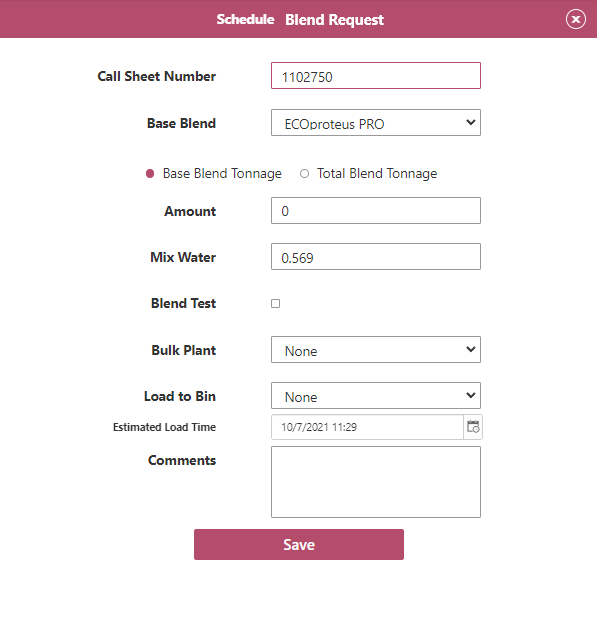 Schedule Blend Request
Call Sheet Number 1102750
Base Blend ECOproteus PRO
Base Blend Tonnage Total Blend Tonnage
Amount 0
Mix Water 0.569
Blend Test
Bulk Plant None
Load to Bin None
Estimated Load Time 10/7/2021 11:29
Comments
Save